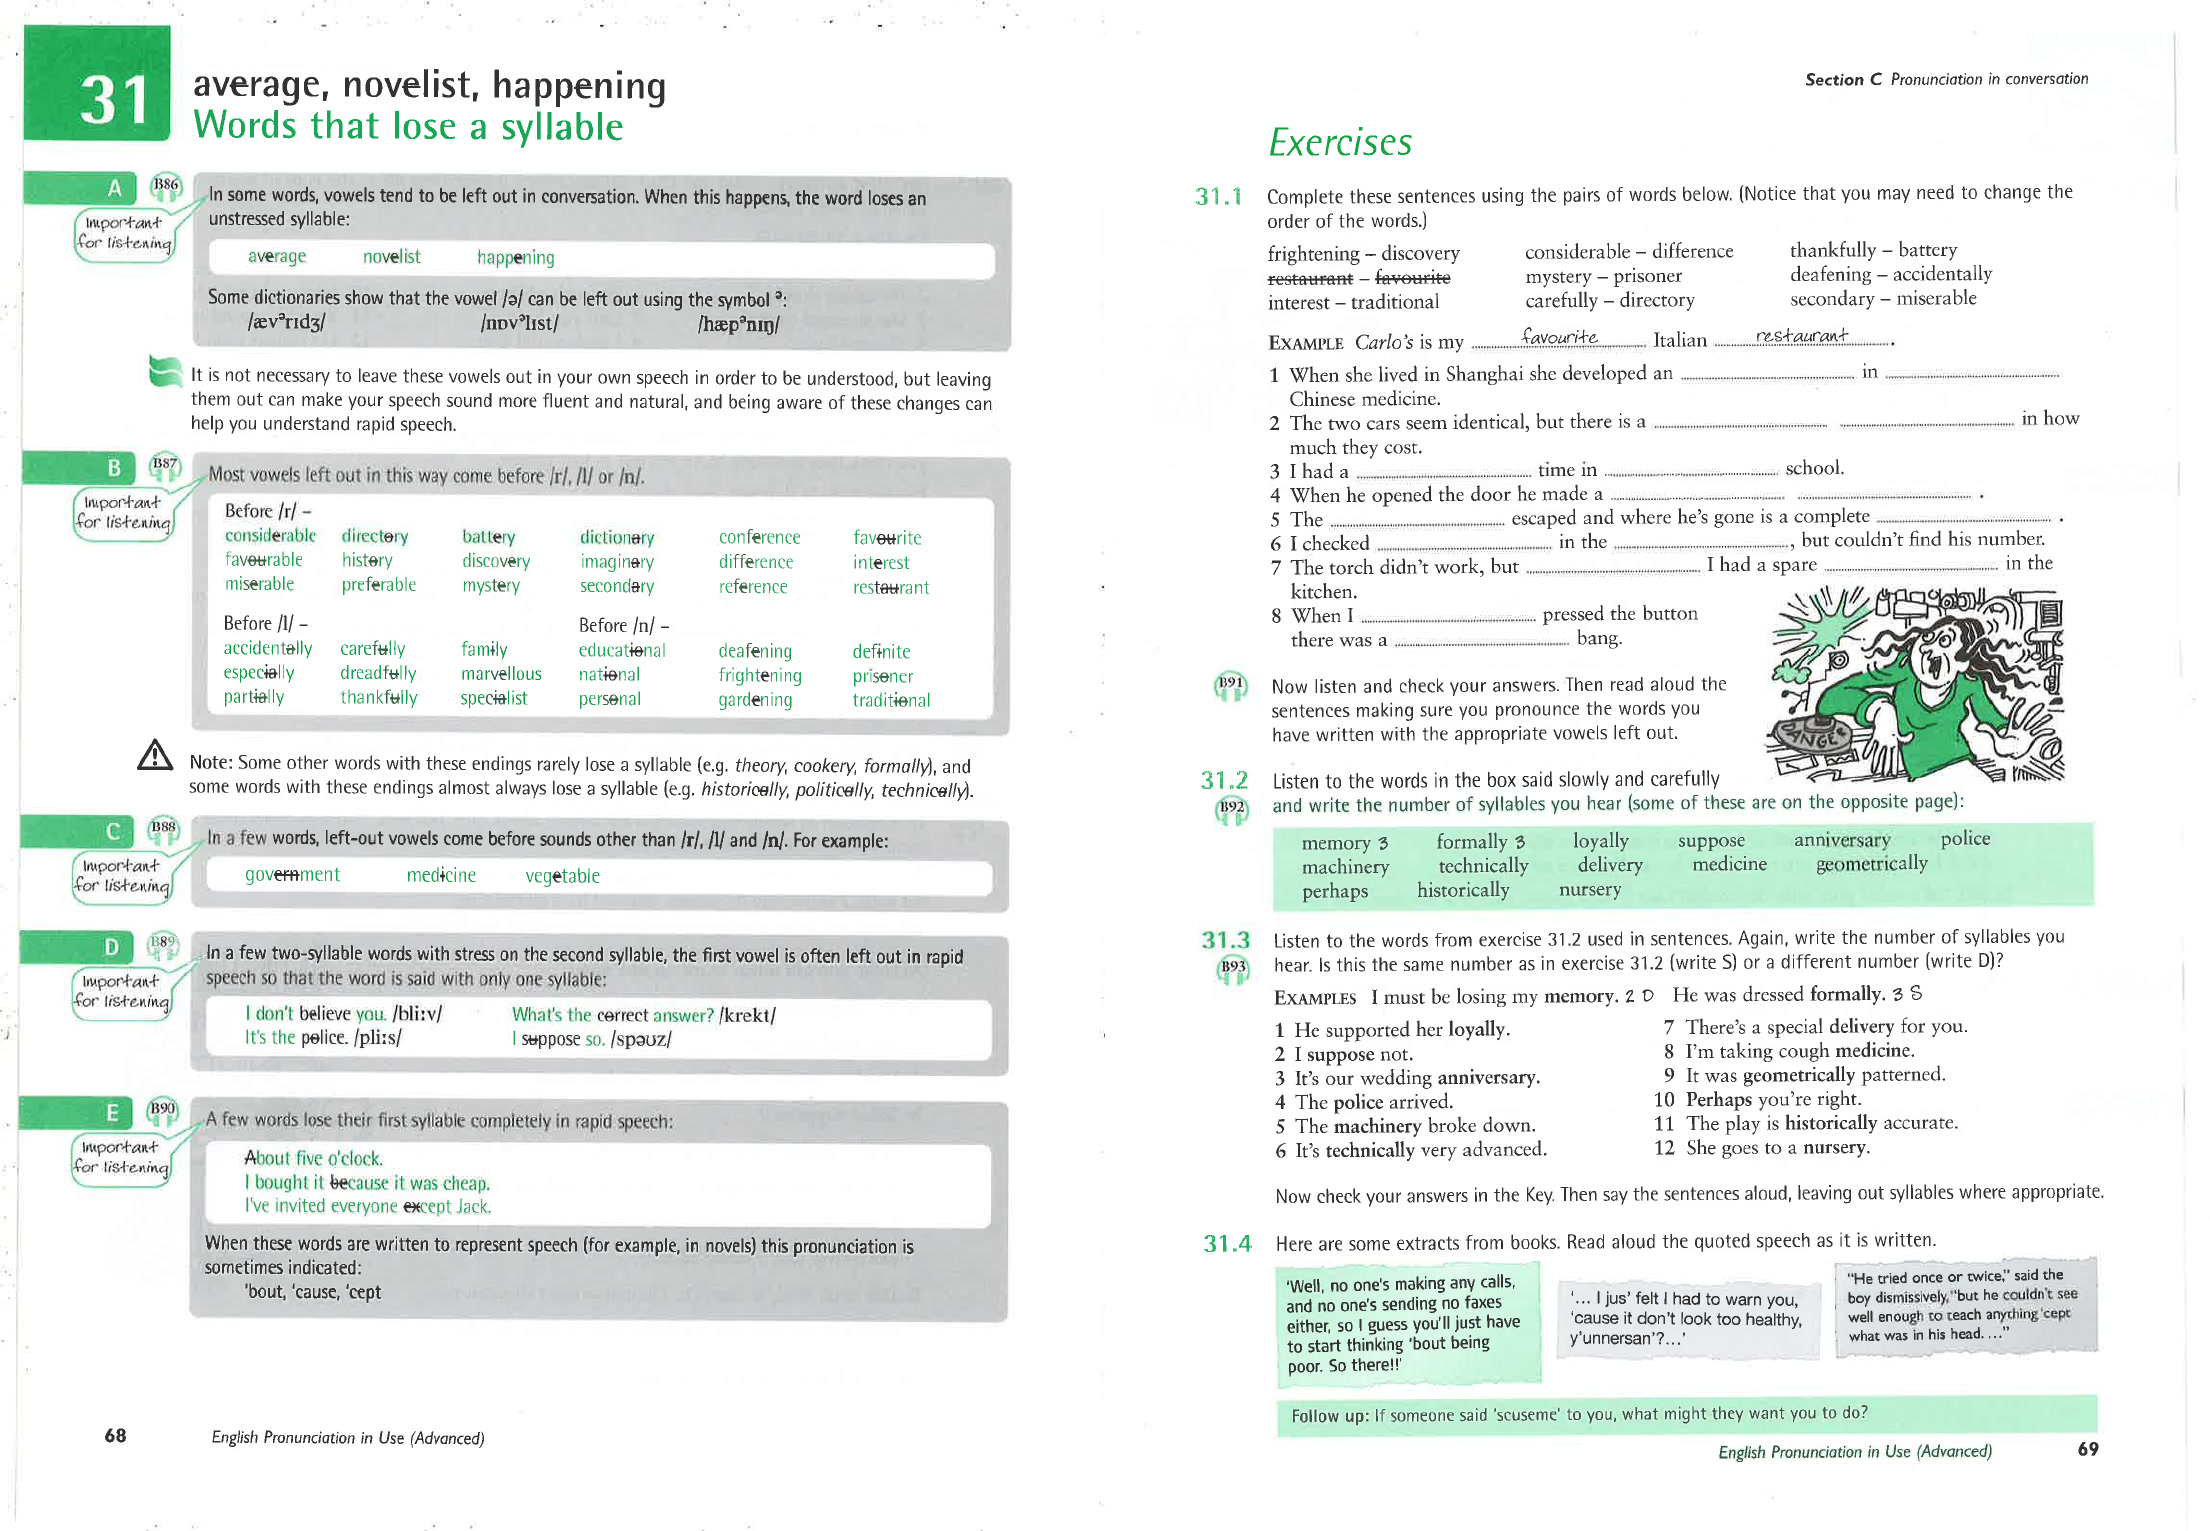 31
average, novelist, happening
Words that lose a syllable
A
B86
Important
for listening
In some words, vowels tend to be left out in conversation. When this happens, the word loses an
unstressed syllable:
average novelist happening
Some dictionaries show that the vowel /ə/ can be left out using the symbol ᵊ:
/ævᵊrɪdʒ/ /nɒvᵊlɪst/ /hæpᵊnɪŋ/
It is not necessary to leave these vowels out in your own speech in order to be understood, but leaving
them out can make your speech sound more fluent and natural, and being aware of these changes can
help you understand rapid speech.
B
B87
Important
for listening
Most vowels left out in this way come before /r/, /l/ or /n/.
Before /r/ –
considerable directory battery dictionary conference favourite
favourable history discovery imaginary difference interest
miserable preferable mystery secondary reference restaurant
Before /l/ – Before /n/ –
accidentally carefully family educational deafening definite
especially dreadfully marvellous national frightening prisoner
partially thankfully specialist personal gardening traditional
Note: Some other words with these endings rarely lose a syllable (e.g. theory, cookery, formally), and
some words with these endings almost always lose a syllable (e.g. historically, politically, technically).
C
B88
Important
for listening
In a few words, left-out vowels come before sounds other than /r/, /l/ and /n/. For example:
government medicine vegetable
D
B89
Important
for listening
In a few two-syllable words with stress on the second syllable, the first vowel is often left out in rapid
speech so that the word is said with only one syllable:
I don't believe you. /bliːv/ What's the correct answer? /krekt/
It's the police. /pliːs/ I suppose so. /spəʊz/
E
B90
Important
for listening
A few words lose their first syllable completely in rapid speech:
About five o'clock.
I bought it because it was cheap.
I've invited everyone except Jack.
When these words are written to represent speech (for example, in novels) this pronunciation is
sometimes indicated:
'bout, 'cause, 'cept
68 English Pronunciation in Use (Advanced)
Section C Pronunciation in conversation
Exercises
31.1 Complete these sentences using the pairs of words below. (Notice that you may need to change the
order of the words.)
frightening – discovery considerable – difference thankfully – battery
restaurant – favourite mystery – prisoner deafening – accidentally
interest – traditional carefully – directory secondary – miserable
EXAMPLE Carlo's is my favourite Italian restaurant.
1 When she lived in Shanghai she developed an ........ in ........
Chinese medicine.
2 The two cars seem identical, but there is a ........ ........ in how
much they cost.
3 I had a ........ time in ........ school.
4 When he opened the door he made a ........ ........ .
5 The ........ escaped and where he's gone is a complete ........ .
6 I checked ........ in the ........, but couldn't find his number.
7 The torch didn't work, but ........ I had a spare ........ in the
kitchen.
8 When I ........ pressed the button
there was a ........ bang.
DANGER
B91
Now listen and check your answers. Then read aloud the
sentences making sure you pronounce the words you
have written with the appropriate vowels left out.
31.2 Listen to the words in the box said slowly and carefully
B92 and write the number of syllables you hear (some of these are on the opposite page):
memory 3 formally 3 loyally suppose anniversary police
machinery technically delivery medicine geometrically
perhaps historically nursery
31.3 Listen to the words from exercise 31.2 used in sentences. Again, write the number of syllables you
B93 hear. Is this the same number as in exercise 31.2 (write S) or a different number (write D)?
EXAMPLES I must be losing my memory. 2 D He was dressed formally. 3 S
1 He supported her loyally. 7 There's a special delivery for you.
2 I suppose not. 8 I'm taking cough medicine.
3 It's our wedding anniversary. 9 It was geometrically patterned.
4 The police arrived. 10 Perhaps you're right.
5 The machinery broke down. 11 The play is historically accurate.
6 It's technically very advanced. 12 She goes to a nursery.
Now check your answers in the Key. Then say the sentences aloud, leaving out syllables where appropriate.
31.4 Here are some extracts from books. Read aloud the quoted speech as it is written.
'Well, no one's making any calls,
and no one's sending no faxes
either, so I guess you'll just have
to start thinking 'bout being
poor. So there!!'
'... I jus' felt I had to warn you,
'cause it don't look too healthy,
y'unnersan'?...'
"He tried once or twice," said the
boy dismissively, "but he couldn't see
well enough to teach anything 'cept
what was in his head. ..."
Follow up: If someone said 'scuseme' to you, what might they want you to do?
English Pronunciation in Use (Advanced) 69